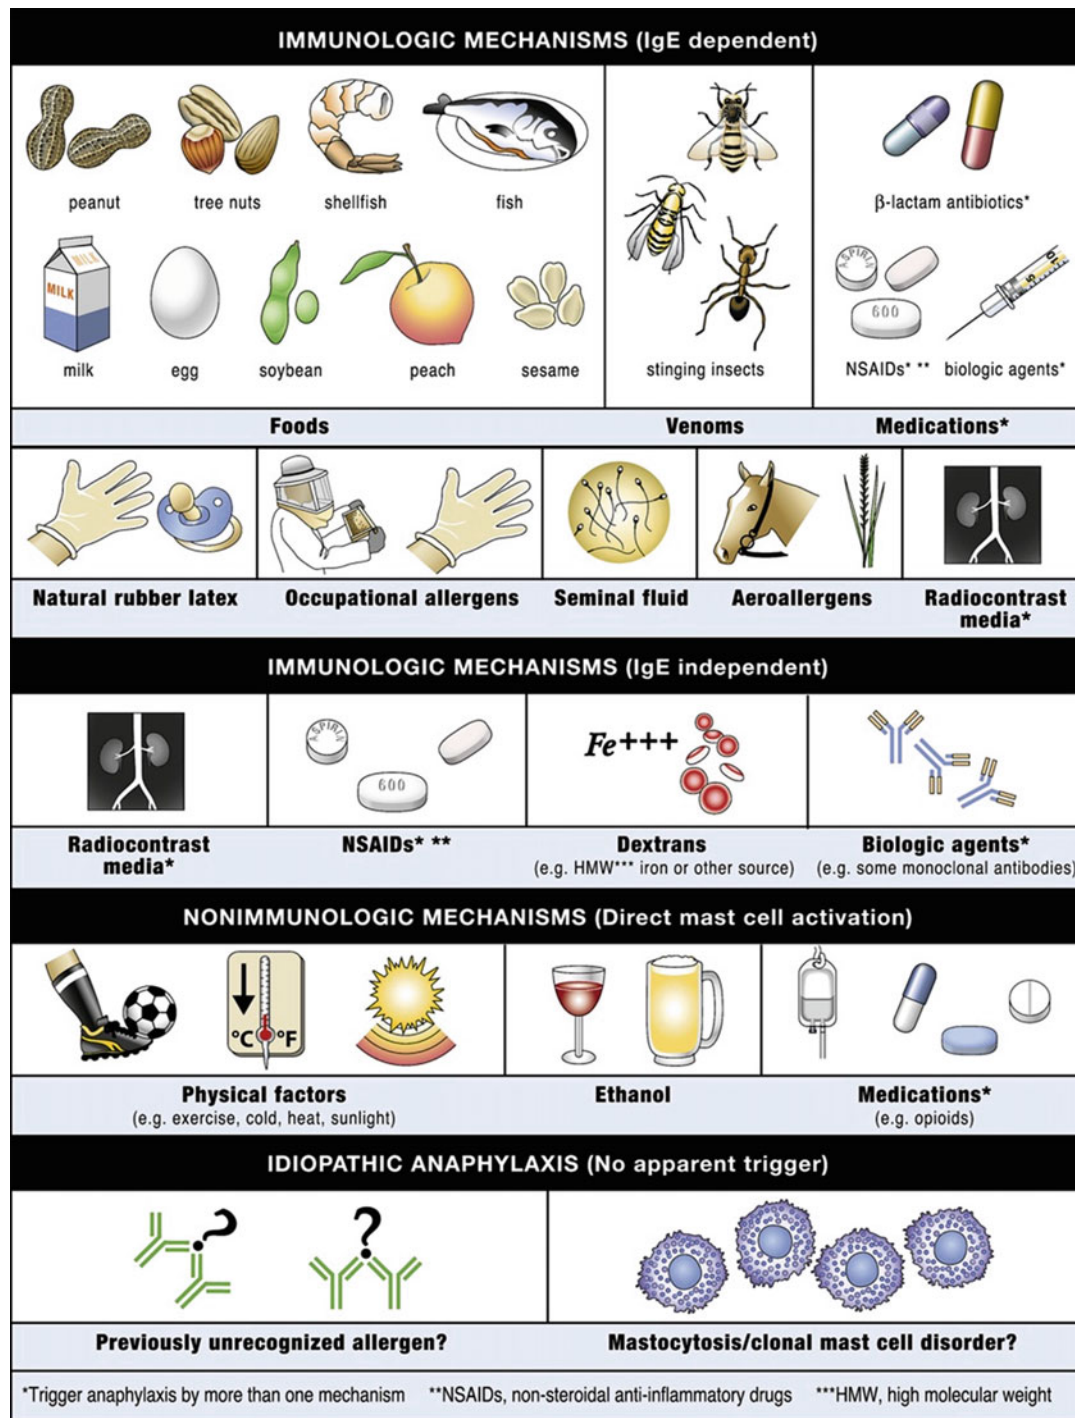 IMMUNOLOGIC MECHANISMS (IgE dependent)
peanut
tree nuts
shellfish
fish
β-lactam antibiotics*
MILK
MILK
ASPIRIN
600
5
10
milk
egg
soybean
peach
sesame
stinging insects
NSAIDs* **
biologic agents*
Foods
Venoms
Medications*
Natural rubber latex
Occupational allergens
Seminal fluid
Aeroallergens
Radiocontrast
media*
IMMUNOLOGIC MECHANISMS (IgE independent)
ASPIRIN
600
Fe+++
Radiocontrast
media*
NSAIDs* **
Dextrans
(e.g. HMW*** iron or other source)
Biologic agents*
(e.g. some monoclonal antibodies)
NONIMMUNOLOGIC MECHANISMS (Direct mast cell activation)
°C °F
Physical factors
(e.g. exercise, cold, heat, sunlight)
Ethanol
Medications*
(e.g. opioids)
IDIOPATHIC ANAPHYLAXIS (No apparent trigger)
? ?
Previously unrecognized allergen?
Mastocytosis/clonal mast cell disorder?
*Trigger anaphylaxis by more than one mechanism **NSAIDs, non-steroidal anti-inflammatory drugs ***HMW, high molecular weight